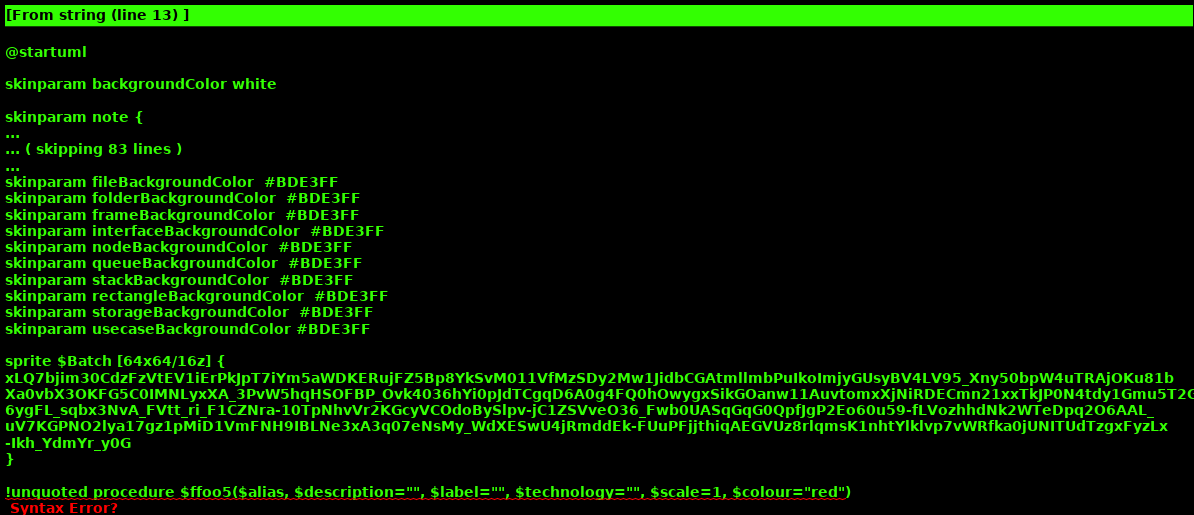 [From string (line 13) ]
@startuml
skinparam backgroundColor white
skinparam note {
...
... ( skipping 83 lines )
...
skinparam fileBackgroundColor  #BDE3FF
skinparam folderBackgroundColor  #BDE3FF
skinparam frameBackgroundColor  #BDE3FF
skinparam interfaceBackgroundColor  #BDE3FF
skinparam nodeBackgroundColor  #BDE3FF
skinparam queueBackgroundColor  #BDE3FF
skinparam stackBackgroundColor  #BDE3FF
skinparam rectangleBackgroundColor  #BDE3FF
skinparam storageBackgroundColor  #BDE3FF
skinparam usecaseBackgroundColor #BDE3FF
sprite $Batch [64x64/16z] {
xLQ7bjim30CdzFzVtEV1iErPkJpT7iYm5aWDKERujFZ5Bp8YkSvM011VfMzSDy2Mw1JidbCGAtmllmbPuIkoImjyGUsyBV4LV95_Xny50bpW4uTRAjOKu81b
Xa0vbX3OKFG5C0IMNLyxXA_3PvW5hqHSOFBP_Ovk4036hYi0pJdTCgqD6A0g4FQ0hOwygxSikGOanw11AuvtomxXjNiRDECmn21xxTkJP0N4tdy1Gmu5T2G
6ygFL_sqbx3NvA_FVtt_ri_F1CZNra-10TpNhvVr2KGcyVCOdoBySlpv-jC1ZSVveO36_Fwb0UASqGqG0QpfJgP2Eo60u59-fLVozhhdNk2WTeDpq2O6AAL_
uV7KGPNO2lya17gz1pMiD1VmFNH9IBLNe3xA3q07eNsMy_WdXESwU4jRmddEk-FUuPFjjthiqAEGVUz8rlqmsK1nhtYlklvp7vWRfka0jUNITUdTzgxFyzLx
-Ikh_YdmYr_y0G
}
!unquoted procedure $ffoo5($alias, $description="", $label="", $technology="", $scale=1, $colour="red")
Syntax Error?